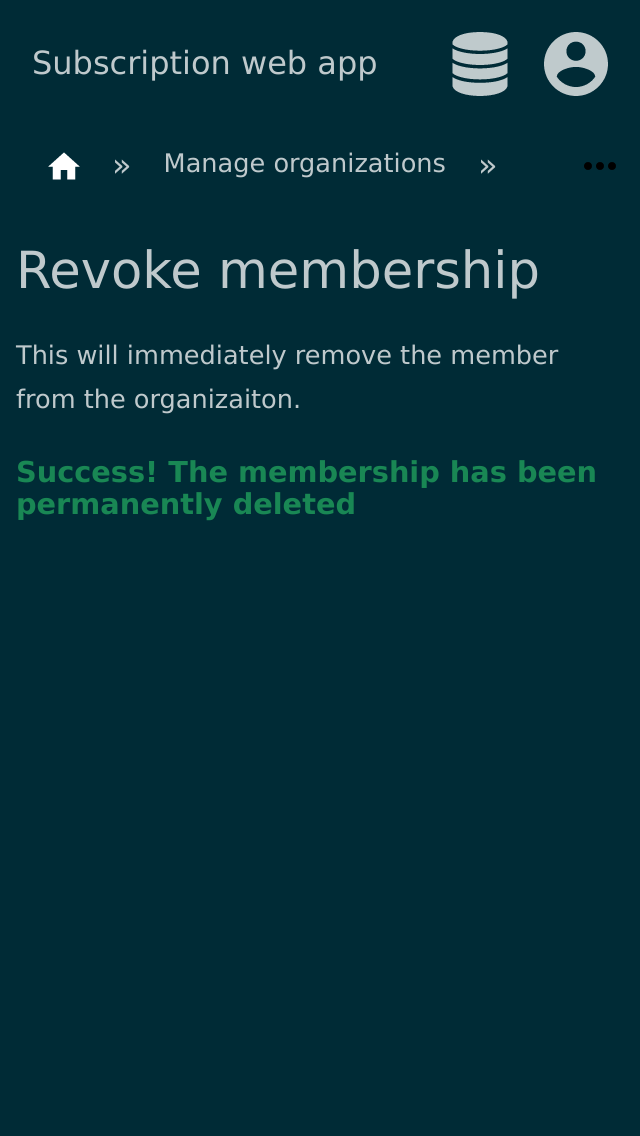 Subscription web app
» Manage organizations »
Revoke membership
This will immediately remove the member
from the organizaiton.
Success! The membership has been
permanently deleted